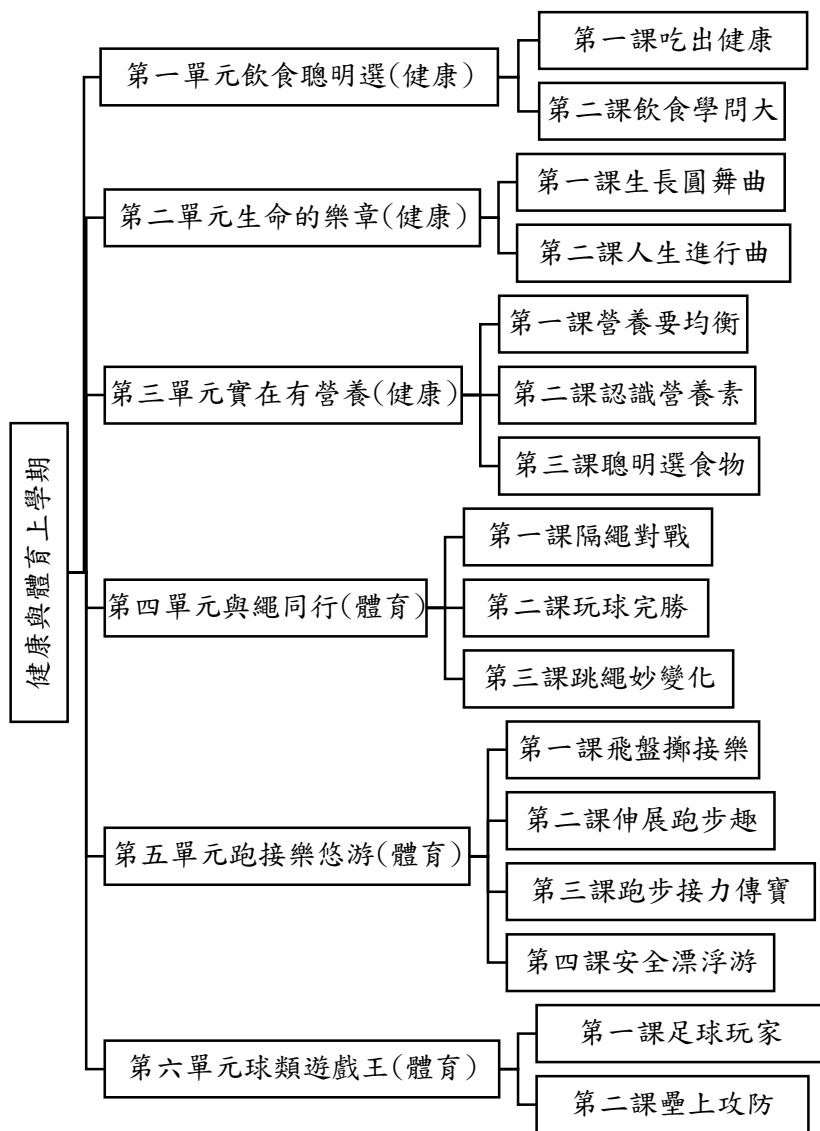 健康與體育上學期
第一單元飲食聰明選(健康)
第一課吃出健康
第二課飲食學問大
第二單元生命的樂章(健康)
第一課生長圓舞曲
第二課人生進行曲
第三單元實在有營養(健康)
第一課營養要均衡
第二課認識營養素
第三課聰明選食物
第四單元與繩同行(體育)
第一課隔繩對戰
第二課玩球完勝
第三課跳繩妙變化
第五單元跑接樂悠游(體育)
第一課飛盤擲接樂
第二課伸展跑步趣
第三課跑步接力傳寶
第四課安全漂浮游
第六單元球類遊戲王(體育)
第一課足球玩家
第二課壘上攻防